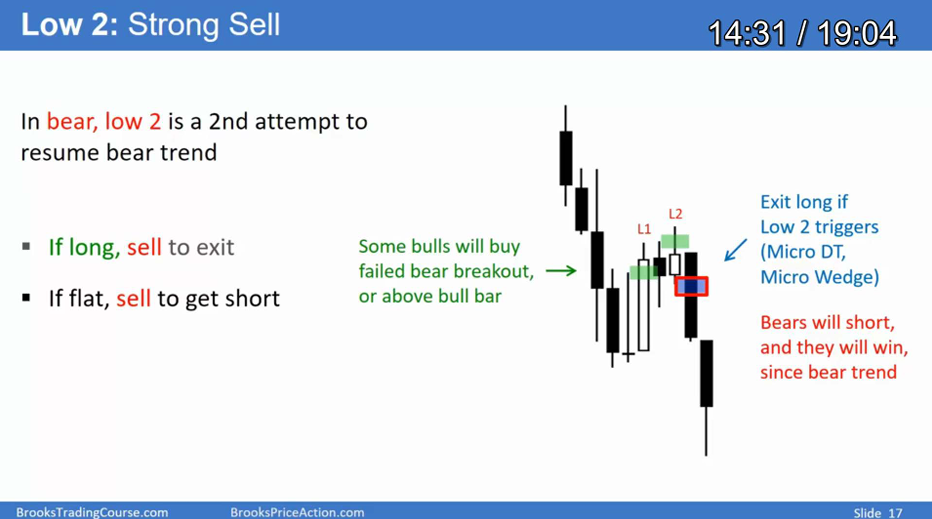 Low 2: Strong Sell
14:31 / 19:04
In bear, low 2 is a 2nd attempt to
resume bear trend
▪ If long, sell to exit
▪ If flat, sell to get short
Some bulls will buy
failed bear breakout,
or above bull bar
L1
L2
Exit long if
Low 2 triggers
(Micro DT,
Micro Wedge)
Bears will short,
and they will win,
since bear trend
BrooksTradingCourse.com
BrooksPriceAction.com
Slide 17